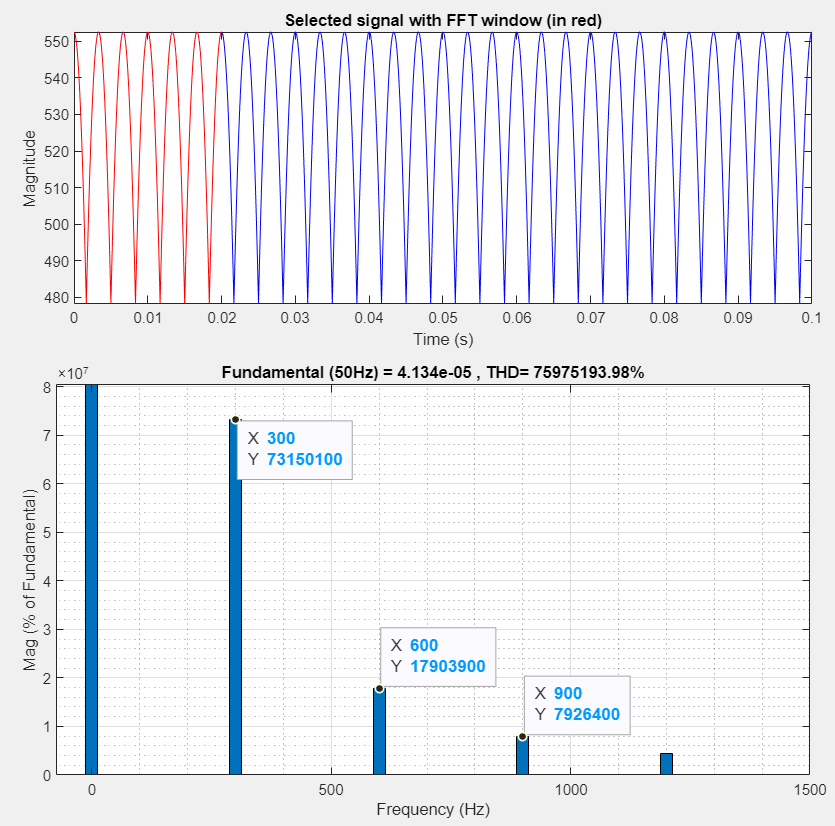 Selected signal with FFT window (in red)
550
540
530
520
510
500
490
480
Magnitude
0 0.01 0.02 0.03 0.04 0.05 0.06 0.07 0.08 0.09 0.1
Time (s)
×10⁷
Fundamental (50Hz) = 4.134e-05 , THD= 75975193.98%
8
7
6
5
4
3
2
1
0
Mag (% of Fundamental)
X 300
Y 73150100
X 600
Y 17903900
X 900
Y 7926400
0 500 1000 1500
Frequency (Hz)